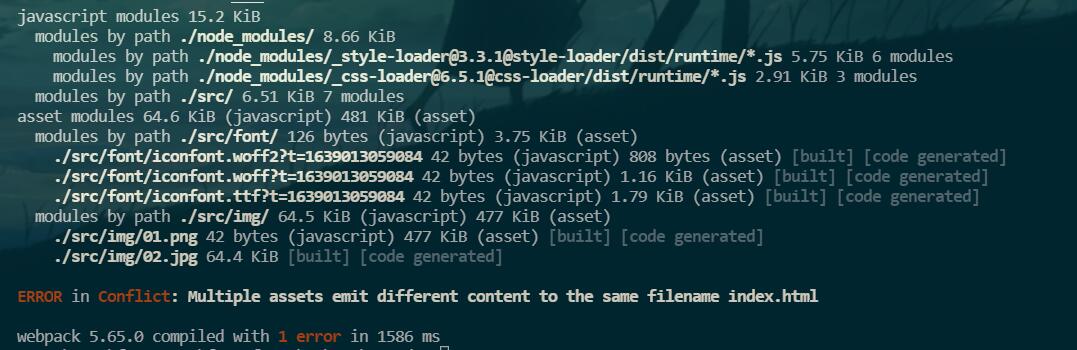 javascript modules 15.2 KiB
modules by path ./node_modules/ 8.66 KiB
./node_modules/_style-loader@3.3.1@style-loader/dist/runtime/*.js 5.75 KiB 6 modules
./node_modules/_css-loader@6.5.1@css-loader/dist/runtime/*.js 2.91 KiB 3 modules
modules by path ./src/ 6.51 KiB 7 modules
asset modules 64.6 KiB (javascript) 481 KiB (asset)
modules by path ./src/font/ 126 bytes (javascript) 3.75 KiB (asset)
./src/font/iconfont.woff2?t=1639013059084 42 bytes (javascript) 808 bytes (asset) [built] [code generated]
./src/font/iconfont.woff?t=1639013059084 42 bytes (javascript) 1.16 KiB (asset) [built] [code generated]
./src/font/iconfont.ttf?t=1639013059084 42 bytes (javascript) 1.79 KiB (asset) [built] [code generated]
modules by path ./src/img/ 64.5 KiB (javascript) 477 KiB (asset)
./src/img/01.png 42 bytes (javascript) 477 KiB (asset) [built] [code generated]
./src/img/02.jpg 64.4 KiB [built] [code generated]
ERROR in Conflict: Multiple assets emit different content to the same filename index.html
webpack 5.65.0 compiled with 1 error in 1586 ms